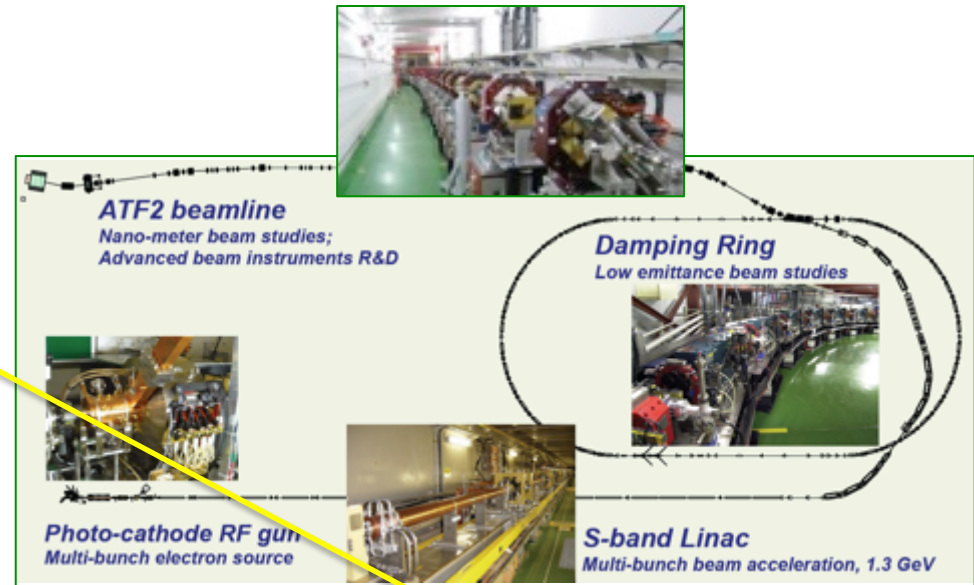 ATF2 beamline
Nano-meter beam studies;
Advanced beam instruments R&D
Damping Ring
Low emittance beam studies
Photo-cathode RF gun
Multi-bunch electron source
S-band Linac
Multi-bunch beam acceleration, 1.3 GeV